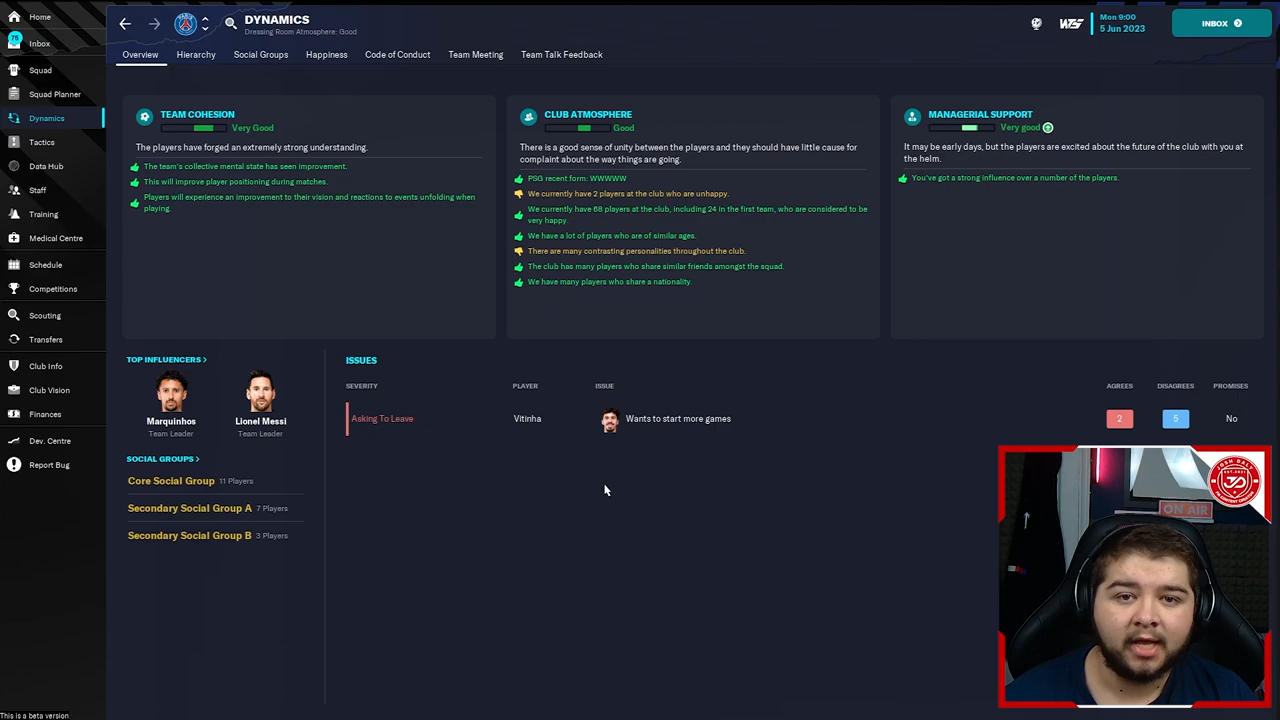 Home
75
Inbox
Squad
Squad Planner
Dynamics
Tactics
Data Hub
Staff
Training
Medical Centre
Schedule
Competitions
Scouting
Transfers
Club Info
Club Vision
Finances
Dev. Centre
Report Bug
This is a beta version
DYNAMICS
Dressing Room Atmosphere: Good
Mon 9:00
5 Jun 2023
INBOX
Overview
Hierarchy
Social Groups
Happiness
Code of Conduct
Team Meeting
Team Talk Feedback
TEAM COHESION
Very Good
The players have forged an extremely strong understanding.
The team's collective mental state has seen improvement.
This will improve player positioning during matches.
Players will experience an improvement to their vision and reactions to events unfolding when
playing.
CLUB ATMOSPHERE
Good
There is a good sense of unity between the players and they should have little cause for
complaint about the way things are going.
PSG recent form: WWWWW
We currently have 2 players at the club who are unhappy.
We currently have 68 players at the club, including 24 in the first team, who are considered to be
very happy.
We have a lot of players who are of similar ages.
There are many contrasting personalities throughout the club.
The club has many players who share similar friends amongst the squad.
We have many players who share a nationality.
MANAGERIAL SUPPORT
Very good
It may be early days, but the players are excited about the future of the club with you at
the helm.
You've got a strong influence over a number of the players.
TOP INFLUENCERS >
Marquinhos
Team Leader
Lionel Messi
Team Leader
SOCIAL GROUPS >
Core Social Group 11 Players
Secondary Social Group A 7 Players
Secondary Social Group B 3 Players
ISSUES
SEVERITY PLAYER ISSUE AGREES DISAGREES PROMISES
Asking To Leave Vitinha Wants to start more games 2 5 No
JOSH DALY
JD
ON AIR